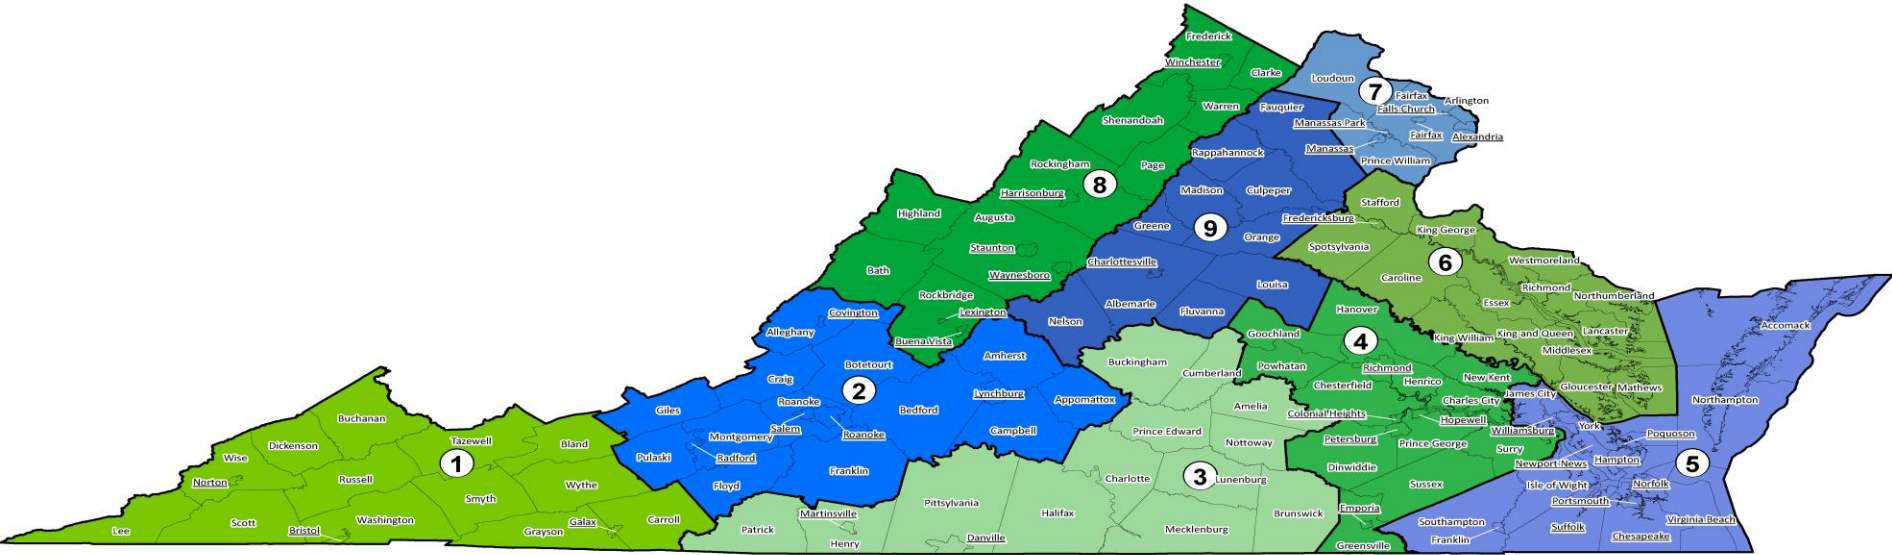 Frederick
Winchester
Clarke
Warren
Shenandoah
Page
Rockingham
8
Harrisonburg
Highland
Augusta
Staunton
Waynesboro
Bath
Rockbridge
Lexington
Buena Vista
Loudoun
7
Fairfax
Arlington
Falls Church
Manassas Park
Fairfax
Alexandria
Manassas
Prince William
Fauquier
Rappahannock
Madison
Culpeper
Greene
9
Orange
Charlottesville
Louisa
Albemarle
Fluvanna
Nelson
Stafford
Fredericksburg
King George
Spotsylvania
6
Westmoreland
Caroline
Richmond
Northumberland
Essex
King and Queen
Lancaster
King William
Middlesex
Gloucester
Mathews
Hanover
Goochland
4
Powhatan
Richmond
Henrico
New Kent
Chesterfield
Charles City
Colonial Heights
Hopewell
Petersburg
Prince George
Surry
Dinwiddie
Sussex
Emporia
Greensville
Accomack
Northampton
James City
Williamsburg
York
Poquoson
Newport News
Hampton
5
Isle of Wight
Norfolk
Portsmouth
Southampton
Franklin
Suffolk
Chesapeake
Virginia Beach
Buckingham
Cumberland
Amelia
Prince Edward
Nottoway
Charlotte
3
Lunenburg
Brunswick
Mecklenburg
Halifax
Pittsylvania
Danville
Martinsville
Henry
Patrick
Covington
Alleghany
Botetourt
Amherst
Craig
2
Lynchburg
Appomattox
Roanoke
Bedford
Giles
Salem
Roanoke
Campbell
Montgomery
Radford
Pulaski
Franklin
Floyd
Buchanan
Dickenson
Tazewell
Bland
Wise
1
Norton
Russell
Wythe
Smyth
Lee
Scott
Bristol
Washington
Grayson
Galax
Carroll